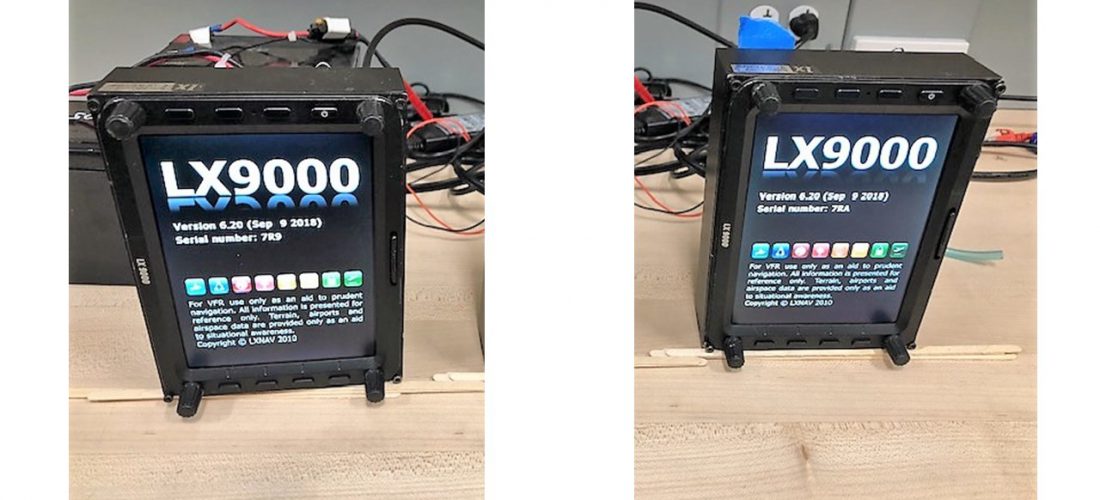 LX9000
Version 6.20 (Sep 9 2018)
Serial number: 7R9
For VFR use only as an aid to prudent
navigation. All information is presented for
reference only. Terrain, airports and
airspace data are provided only as an aid
to situational awareness.
Copyright © LXNAV 2010
LX 9000
LX9000
Version 6.20 (Sep 9 2018)
Serial number: 7RA
For VFR use only as an aid to prudent
navigation. All information is presented for
reference only. Terrain, airports and
airspace data are provided only as an aid
to situational awareness.
Copyright © LXNAV 2010
LX 9000